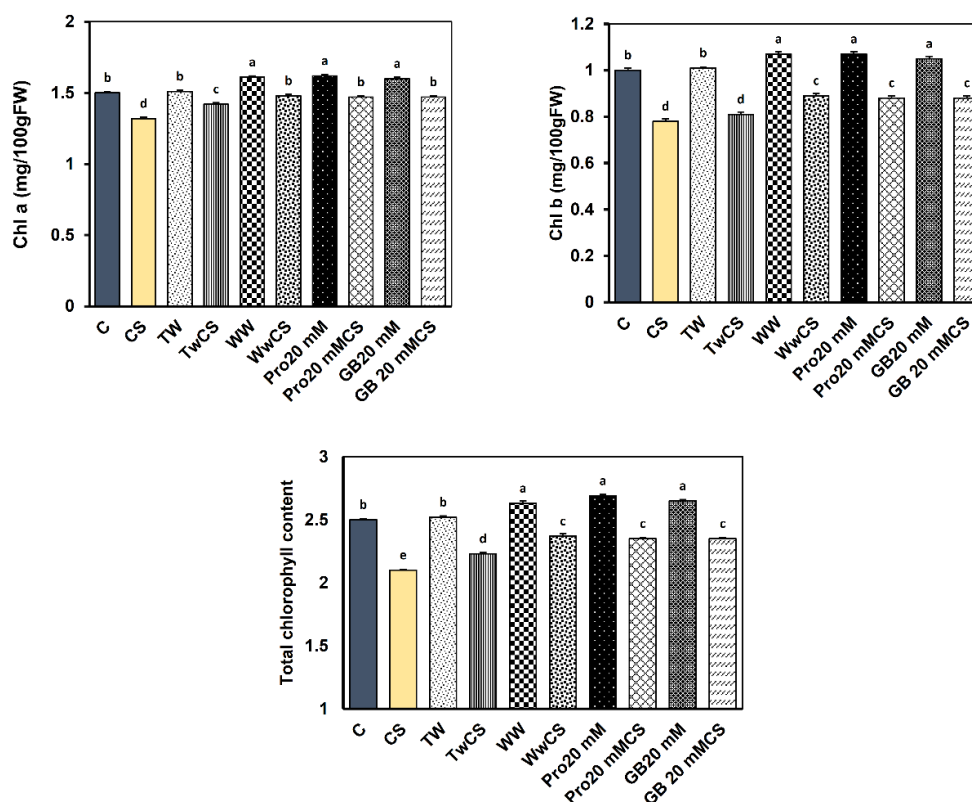 2
1.5
1
0.5
0
Chl a (mg/100gFW)
b
d
b
c
a
b
a
b
a
b
C
CS
TW
TwCS
WW
WwCS
Pro20 mM
Pro20 mMCS
GB20 mM
GB 20 mMCS
1.2
1
0.8
0.6
0.4
0.2
0
Chl b (mg/100gFW)
b
d
b
d
a
c
a
c
a
c
C
CS
TW
TwCS
WW
WwCS
Pro20 mM
Pro20 mMCS
GB20 mM
GB 20 mMCS
3
2.5
2
1.5
1
Total chlorophyll content
b
e
b
d
a
c
a
c
a
c
C
CS
TW
TwCS
WW
WwCS
Pro20 mM
Pro20 mMCS
GB20 mM
GB 20 mMCS